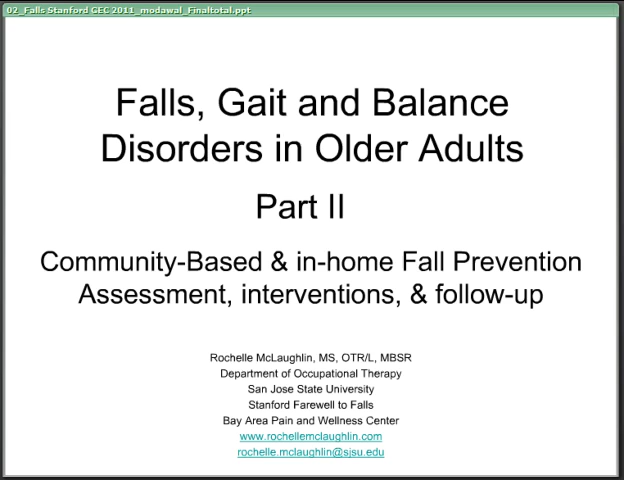 02_Falls Stanford GEC 2011_modawal_Finaltotal.ppt
Falls, Gait and Balance
Disorders in Older Adults
Part II
Community-Based & in-home Fall Prevention
Assessment, interventions, & follow-up
Rochelle McLaughlin, MS, OTR/L, MBSR
Department of Occupational Therapy
San Jose State University
Stanford Farewell to Falls
Bay Area Pain and Wellness Center
www.rochellemclaughlin.com
rochelle.mclaughlin@sjsu.edu